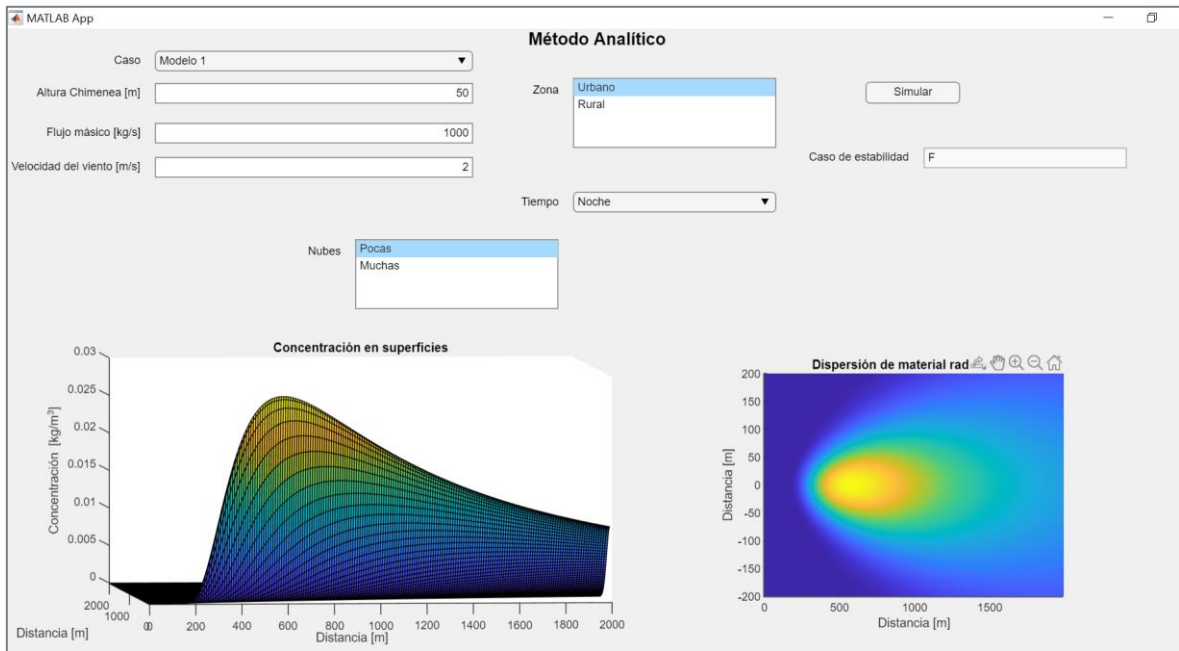 MATLAB App
Método Analítico
Caso
Modelo 1
Altura Chimenea [m]
50
Flujo másico [kg/s]
1000
Velocidad del viento [m/s]
2
Zona
Urbano
Rural
Simular
Caso de estabilidad
F
Tiempo
Noche
Nubes
Pocas
Muchas
Concentración en superficies
Concentración [kg/m³]
0.03
0.025
0.02
0.015
0.01
0.005
0
2000
1000
0
Distancia [m]
0
200
400
600
800
1000
1200
1400
1600
1800
2000
Distancia [m]
Dispersión de material rad
Distancia [m]
200
150
100
50
0
-50
-100
-150
-200
0
500
1000
1500
Distancia [m]